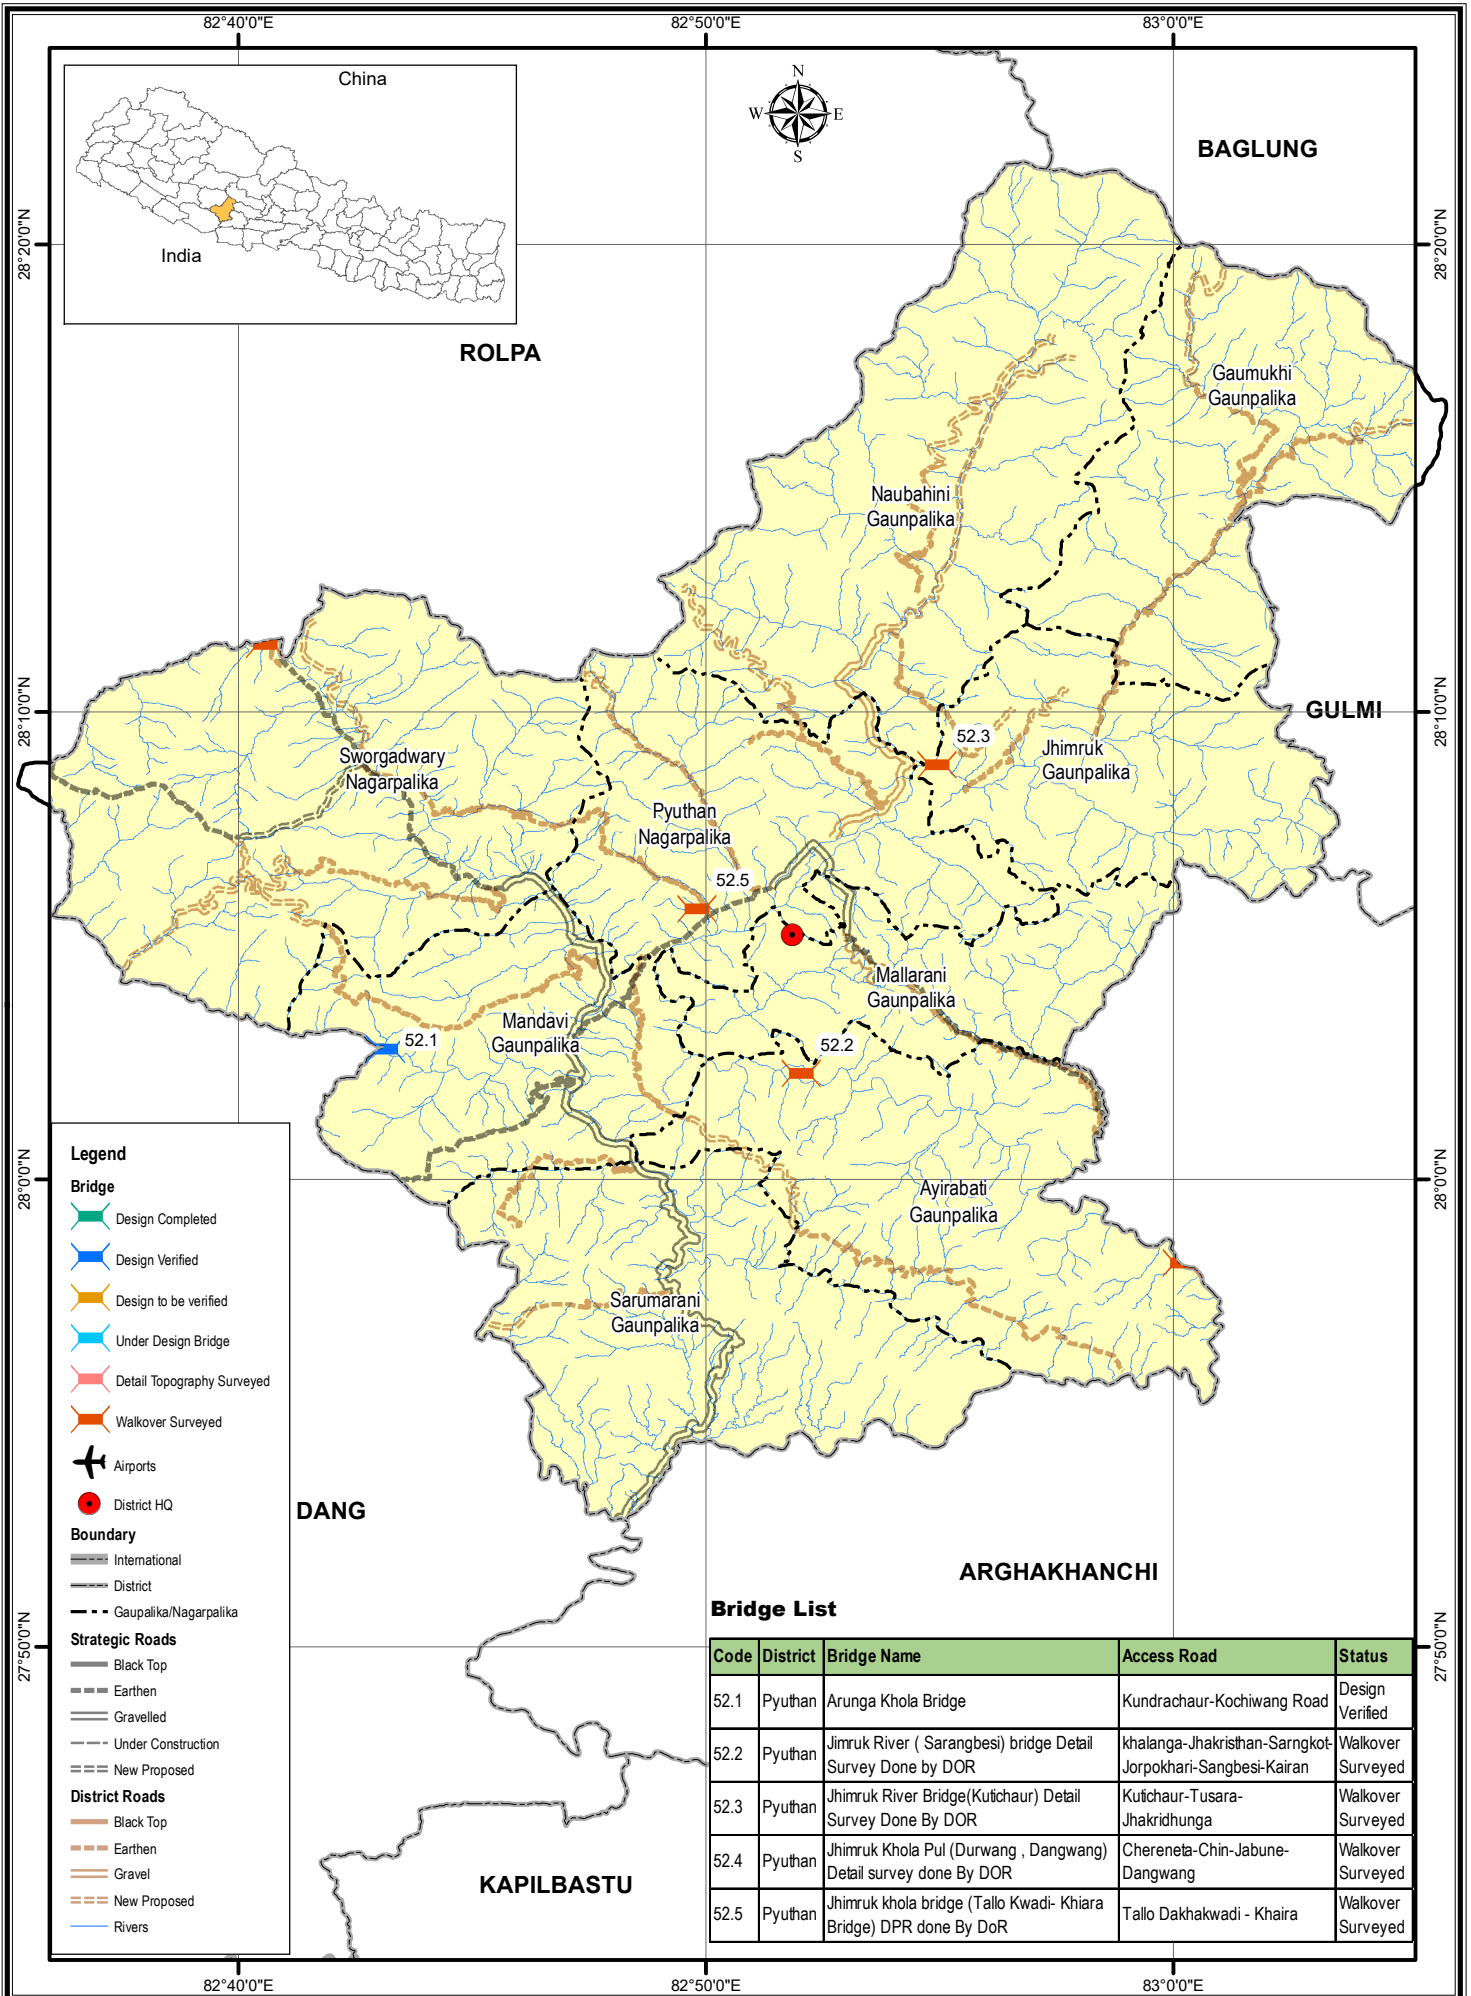 82°40'0"E
82°50'0"E
83°0'0"E
China
India
N
W
E
S
BAGLUNG
28°20'0"N
28°20'0"N
ROLPA
Gaumukhi
Gaunpalika
Naubahini
Gaunpalika
28°10'0"N
28°10'0"N
GULMI
52.3
Jhimruk
Gaunpalika
Sworgadwary
Nagarpalika
Pyuthan
Nagarpalika
52.5
Mallarani
Gaunpalika
Mandavi
Gaunpalika
52.1
52.2
28°0'0"N
28°0'0"N
Ayirabati
Gaunpalika
Sarumarani
Gaunpalika
Legend
Bridge
Design Completed
Design Verified
Design to be verified
Under Design Bridge
Detail Topography Surveyed
Walkover Surveyed
Airports
District HQ
Boundary
International
District
Gaupalika/Nagarpalika
Strategic Roads
Black Top
Earthen
Gravelled
Under Construction
New Proposed
District Roads
Black Top
Earthen
Gravel
New Proposed
Rivers
DANG
ARGHAKHANCHI
KAPILBASTU
27°50'0"N
27°50'0"N
Bridge List
Code District Bridge Name Access Road Status
52.1 Pyuthan Arunga Khola Bridge Kundrachaur-Kochiwang Road Design
Verified
52.2 Pyuthan Jimruk River ( Sarangbesi) bridge Detail khalanga-Jhakristhan-Sarngkot- Walkover
Survey Done by DOR Jorpokhari-Sangbesi-Kairan Surveyed
52.3 Pyuthan Jhimruk River Bridge(Kutichaur) Detail Kutichaur-Tusara- Walkover
Survey Done By DOR Jhakridhunga Surveyed
52.4 Pyuthan Jhimruk Khola Pul (Durwang , Dangwang) Chereneta-Chin-Jabune- Walkover
Detail survey done By DOR Dangwang Surveyed
52.5 Pyuthan Jhimruk khola bridge (Tallo Kwadi- Khiara Tallo Dakhakwadi - Khaira Walkover
Bridge) DPR done By DoR Surveyed
82°40'0"E
82°50'0"E
83°0'0"E